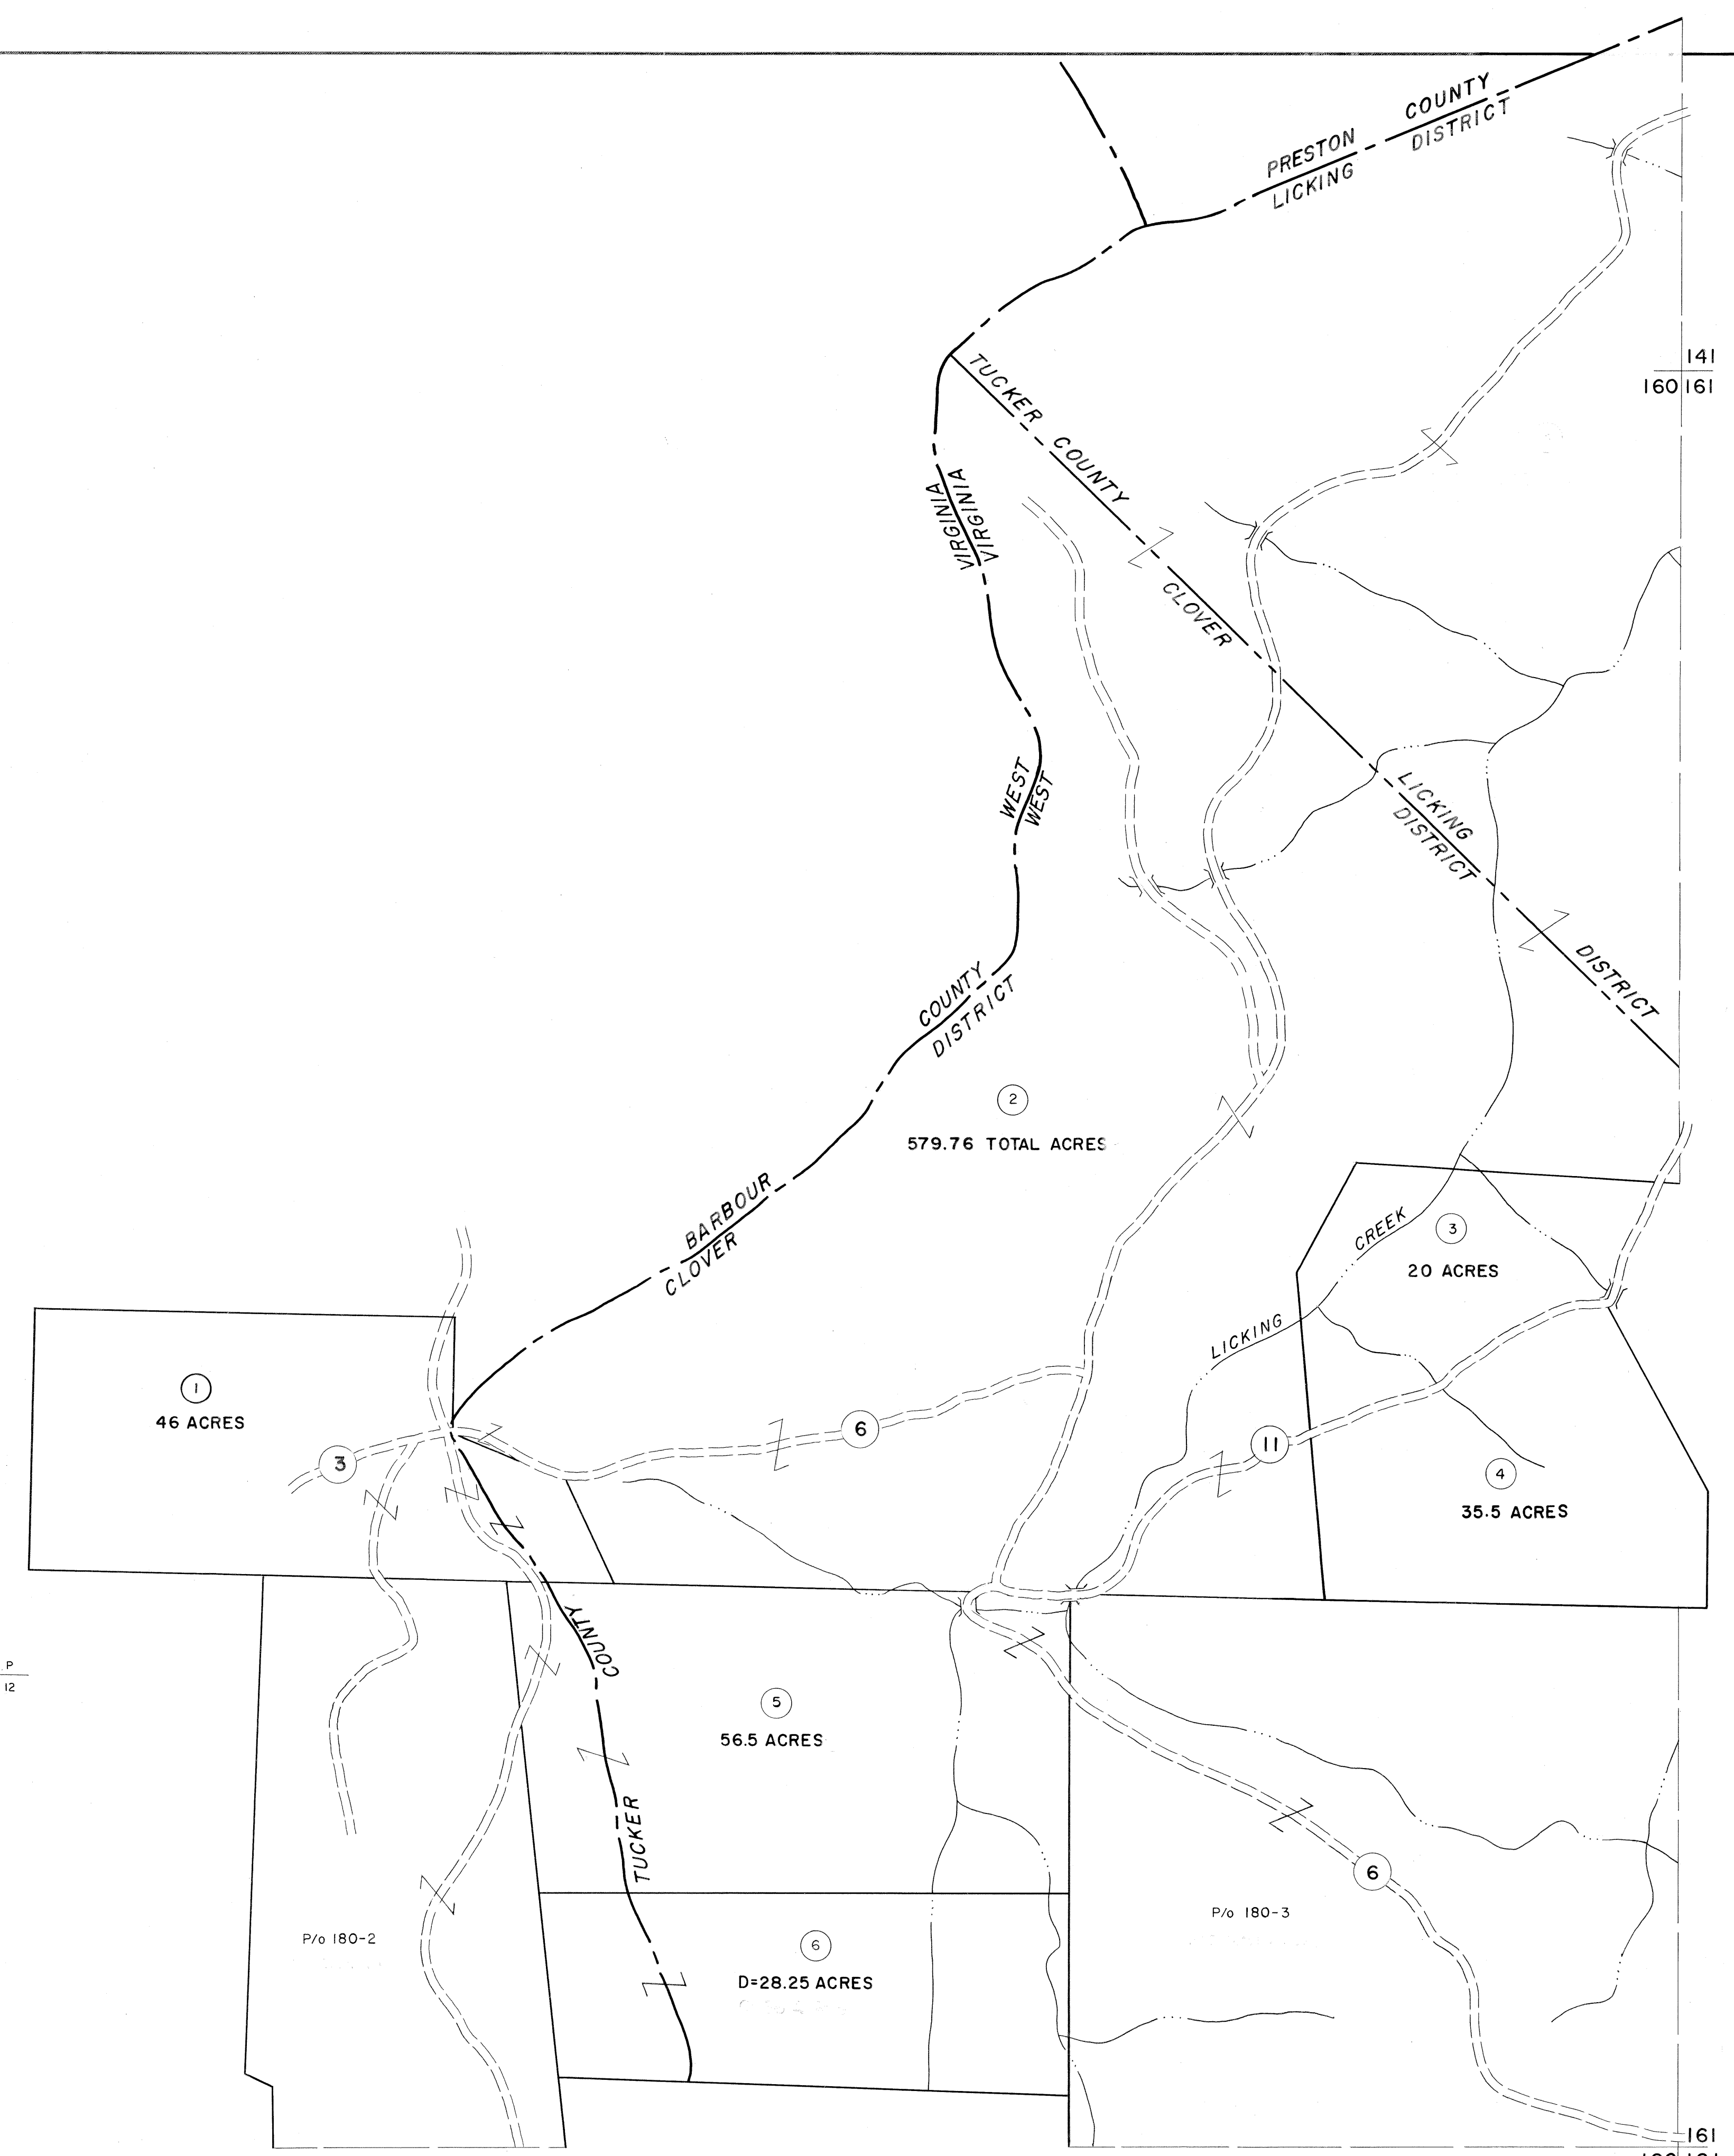 PRESTON COUNTY
LICKING DISTRICT
141
160 161
TUCKER COUNTY
CLOVER
LICKING
DISTRICT
DISTRICT
VIRGINIA
VIRGINIA
WEST
WEST
COUNTY
DISTRICT
2
579.76 TOTAL ACRES
BARBOUR
CLOVER
3
20 ACRES
LICKING CREEK
1
46 ACRES
3
6
11
4
35.5 ACRES
COUNTY
TUCKER
P
12
5
56.5 ACRES
6
P/o 180-3
P/o 180-2
6
D=28.25 ACRES
161